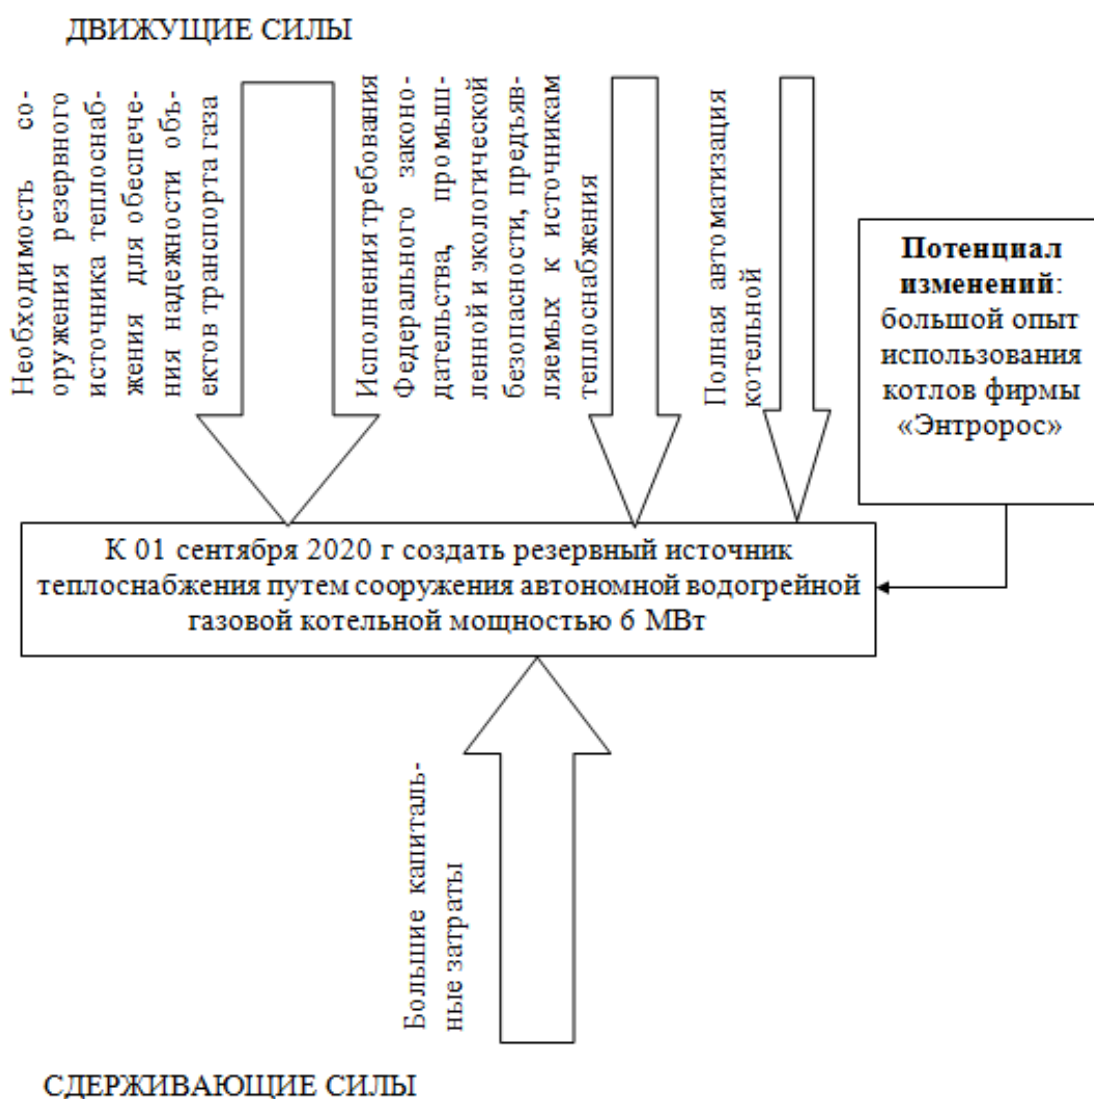 ДВИЖУЩИЕ СИЛЫ
Необходимость со-
оружения резервного
источника теплоснаб-
жения для обеспече-
ния надежности объ-
ектов транспорта газа
Исполнения требования
Федерального законо-
дательства, промыш-
ленной и экологической
безопасности, предъяв-
ляемых к источникам
теплоснабжения
Полная автоматизация
котельной
Потенциал
изменений:
большой опыт
использования
котлов фирмы
«Энтророс»
К 01 сентября 2020 г создать резервный источник
теплоснабжения путем сооружения автономной водогрейной
газовой котельной мощностью 6 МВт
Большие капиталь-
ные затраты
СДЕРЖИВАЮЩИЕ СИЛЫ